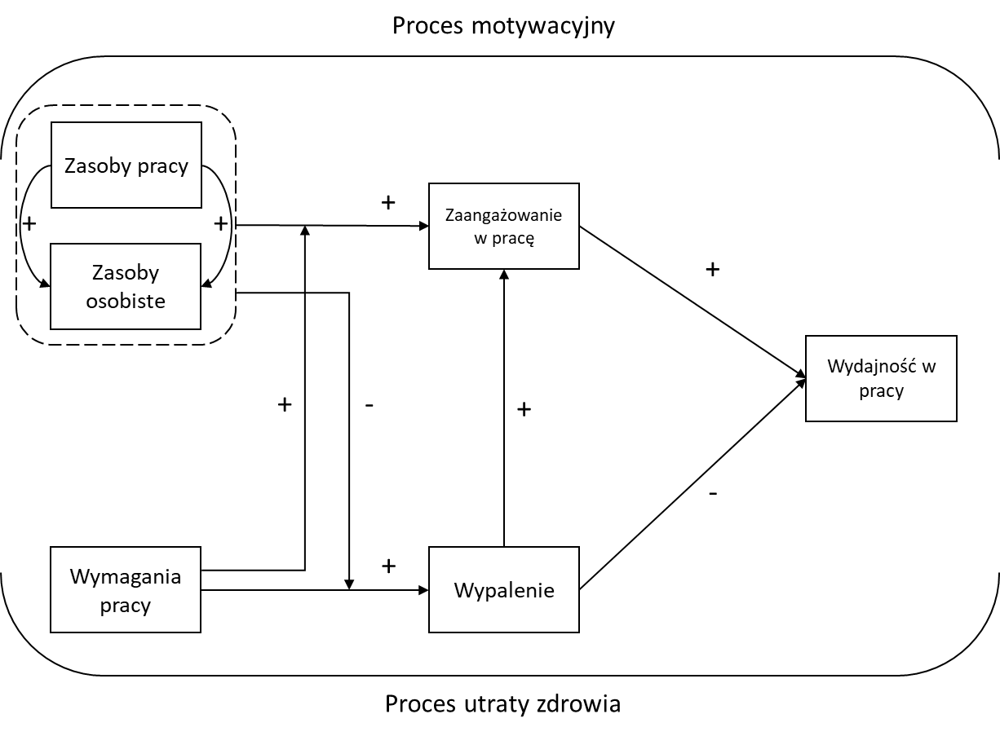 Proces motywacyjny
Zasoby pracy
+
+
Zasoby
osobiste
+
Zaangażowanie
w pracę
+
Wydajność w
pracy
+
-
+
-
Wymagania
pracy
+
Wypalenie
Proces utraty zdrowia